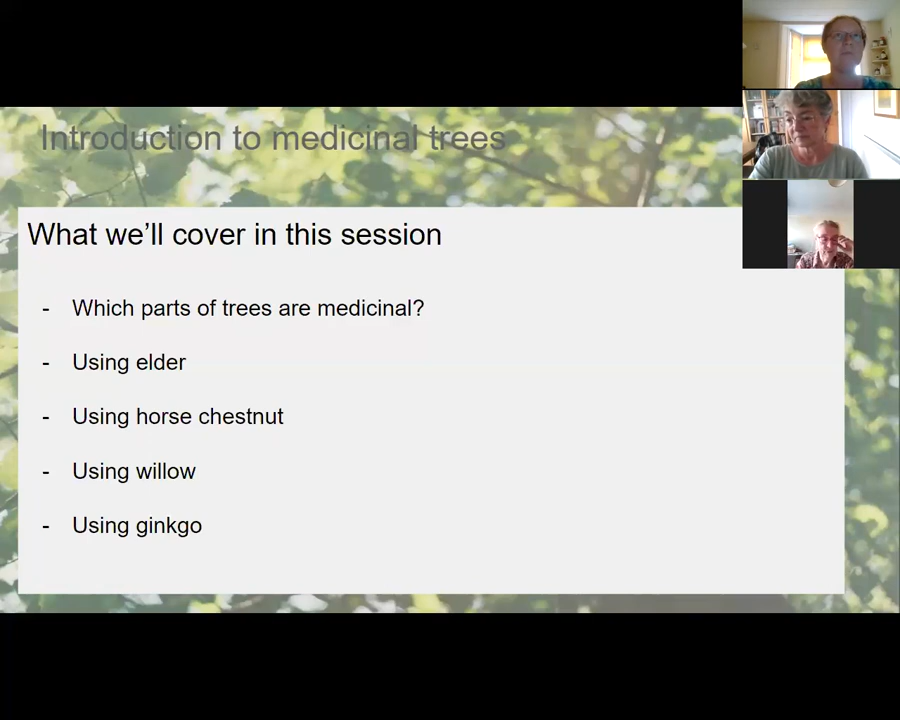 Introduction to medicinal trees
What we'll cover in this session
- Which parts of trees are medicinal?
- Using elder
- Using horse chestnut
- Using willow
- Using ginkgo